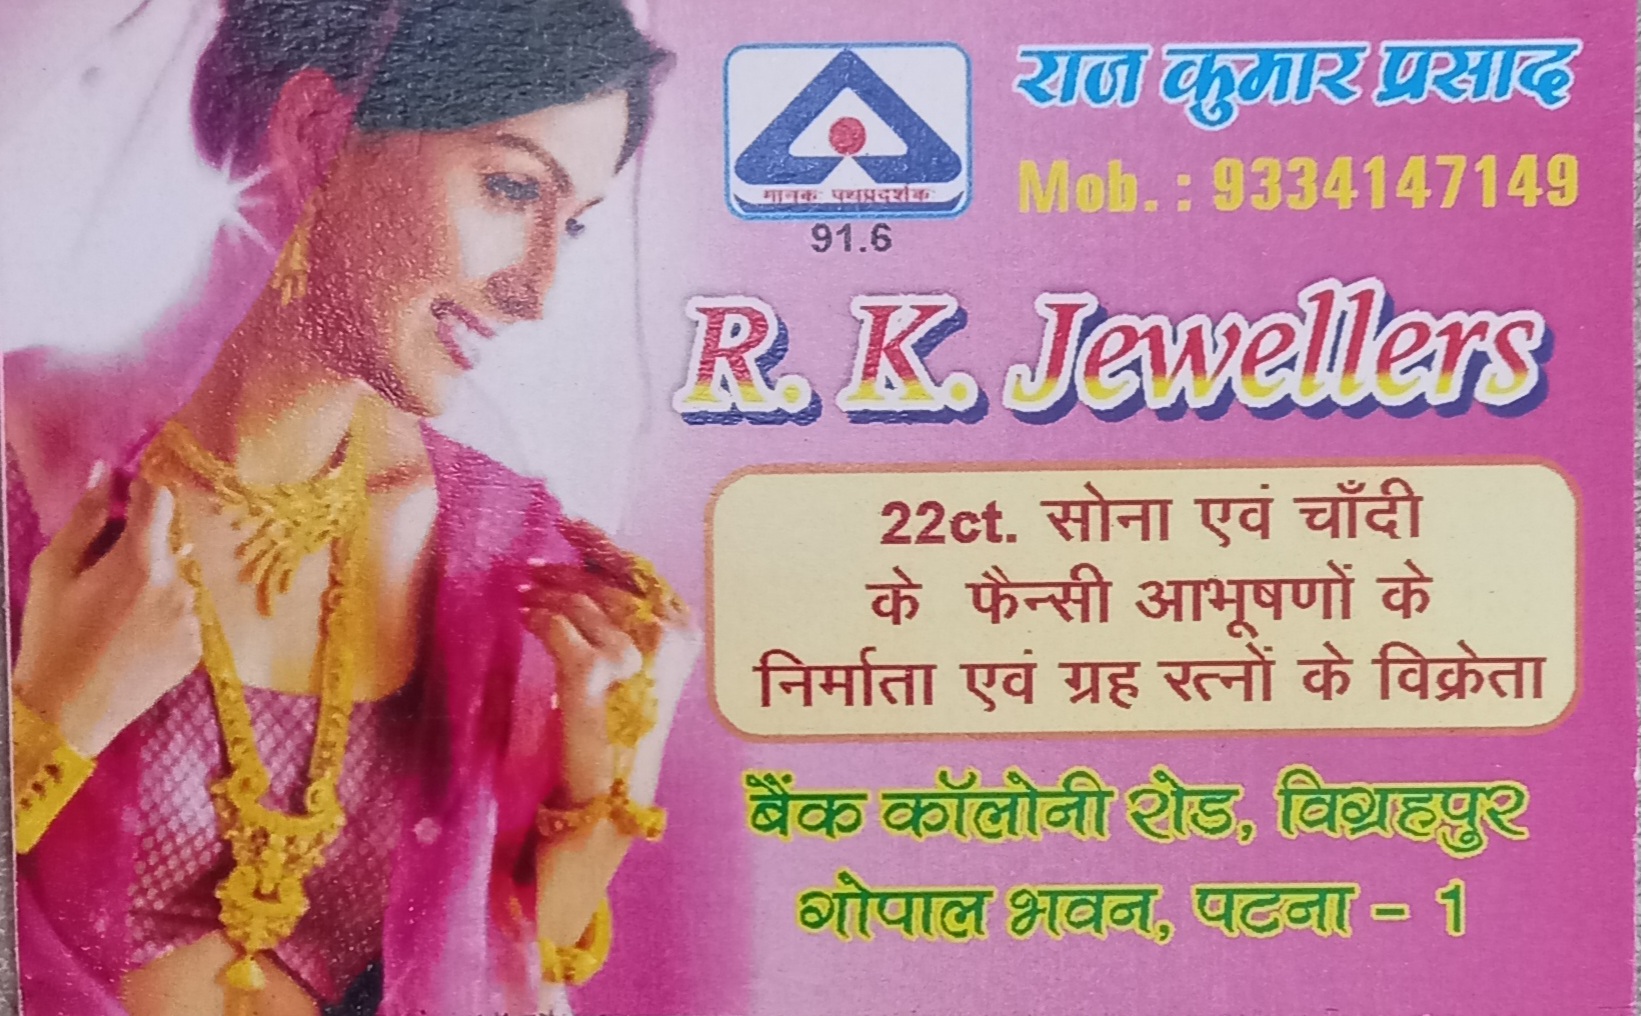 राज कुमार प्रसाद
Mob. : 9334147149
मानकः पथप्रदर्शकः
91.6
R. K. Jewellers
22ct. सोना एवं चाँदी
के फैन्सी आभूषणों के
निर्माता एवं ग्रह रत्नों के विक्रेता
बैंक कॉलोनी रोड, विग्रहपुर
गोपाल भवन, पटना - 1